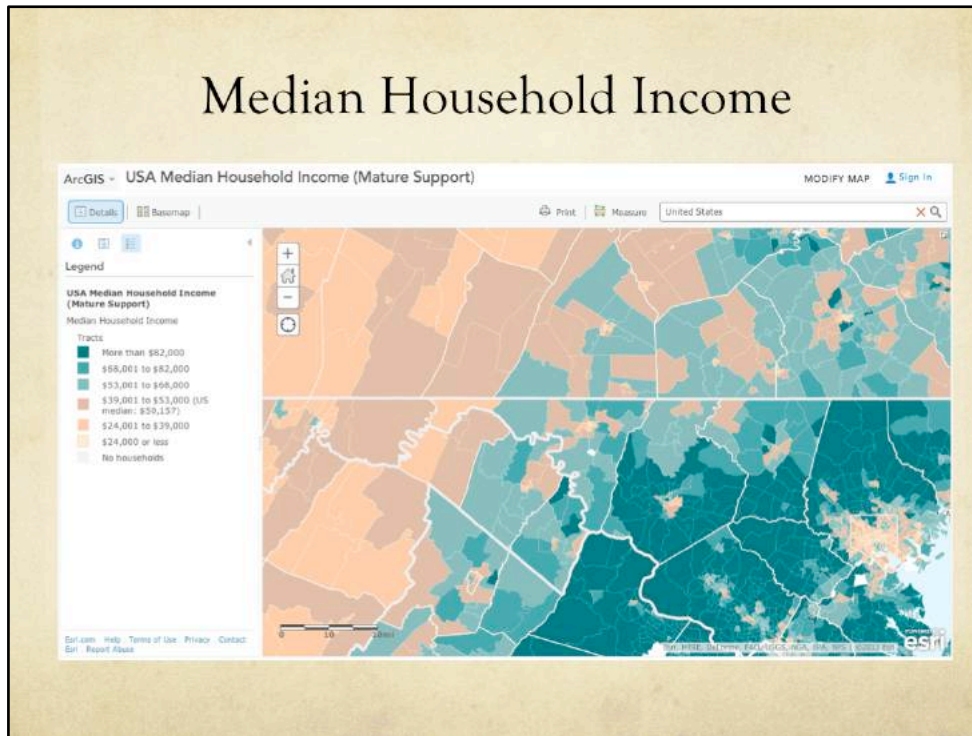 Median Household Income
ArcGIS USA Median Household Income (Mature Support)
MODIFY MAP Sign In
Details Basemap
Print Measure United States
Legend
USA Median Household Income
(Mature Support)
Median Household Income
Tracts
More than $82,000
$68,001 to $82,000
$53,001 to $68,000
$39,001 to $53,000 (US
median: $50,157)
$24,001 to $39,000
$24,000 or less
No households
+
−
0 10 20mi
Esri.com Help Terms of Use Privacy Contact
Esri Report Abuse
esri